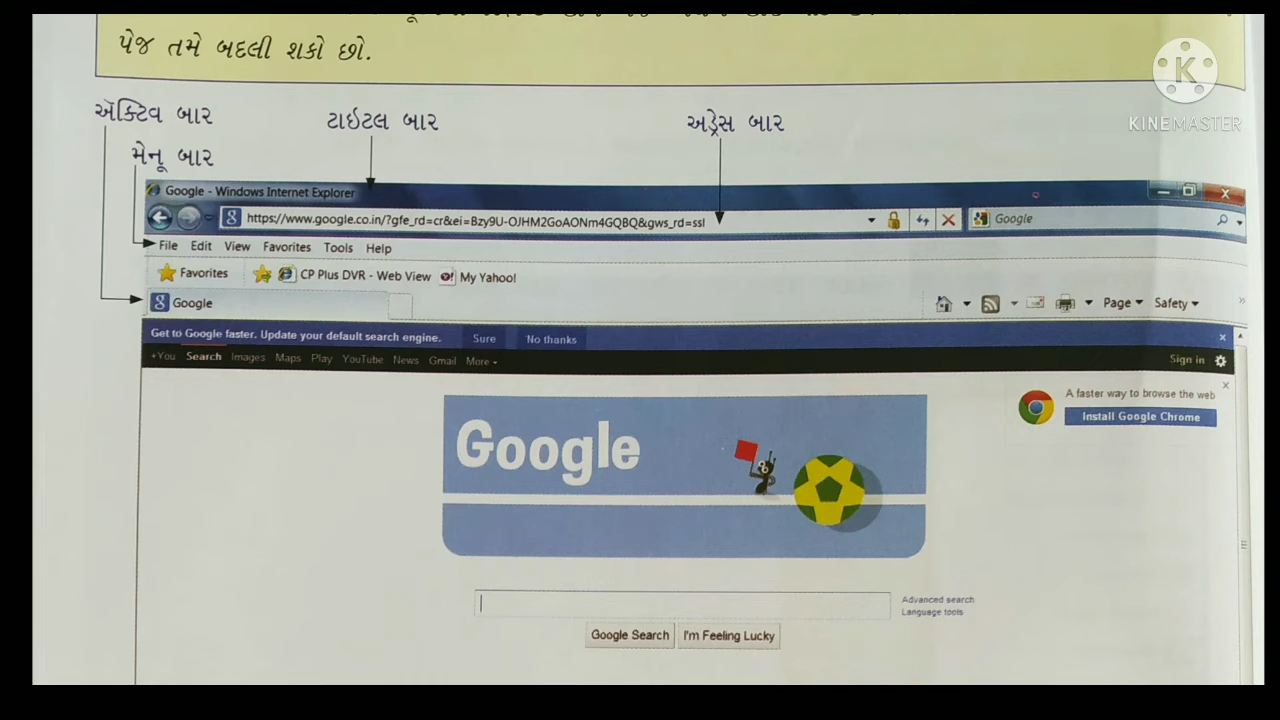 પેજ તમે બદલી શકો છો.
KINEMASTER
ઍક્ટિવ બાર
ટાઇટલ બાર
અડ્રેસ બાર
મેનૂ બાર
Google - Windows Internet Explorer
https://www.google.co.in/?gfe_rd=cr&ei=Bzy9U-OJHM2GoAONm4GQBQ&gws_rd=ssl
Google
File Edit View Favorites Tools Help
Favorites CP Plus DVR - Web View My Yahoo!
Google
Page Safety
Get to Google faster. Update your default search engine. Sure No thanks
+You Search Images Maps Play YouTube News Gmail More Sign in
A faster way to browse the web
Install Google Chrome
Google
Advanced search
Language tools
Google Search I'm Feeling Lucky